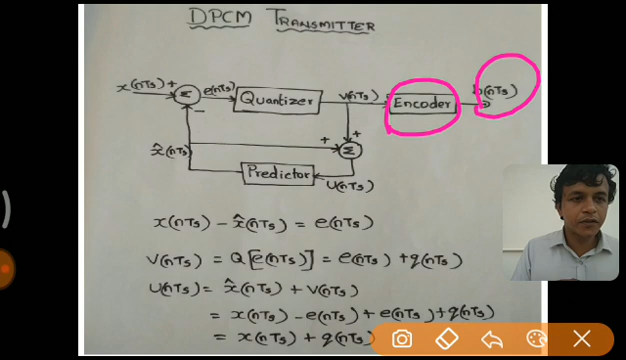 DPCM TRANSMITTER
x(nTs) + Σ e(nTs) Quantizer v(nTs) Encoder b(nTs)
−
+ +
x̂(nTs) Σ
Predictor U(nTs)
x(nTs) − x̂(nTs) = e(nTs)
V(nTs) = Q[e(nTs)] = e(nTs) + q(nTs)
U(nTs) = x̂(nTs) + V(nTs)
= x(nTs) − e(nTs) + e(nTs) + q(nTs)
= x(nTs) + q(nTs)